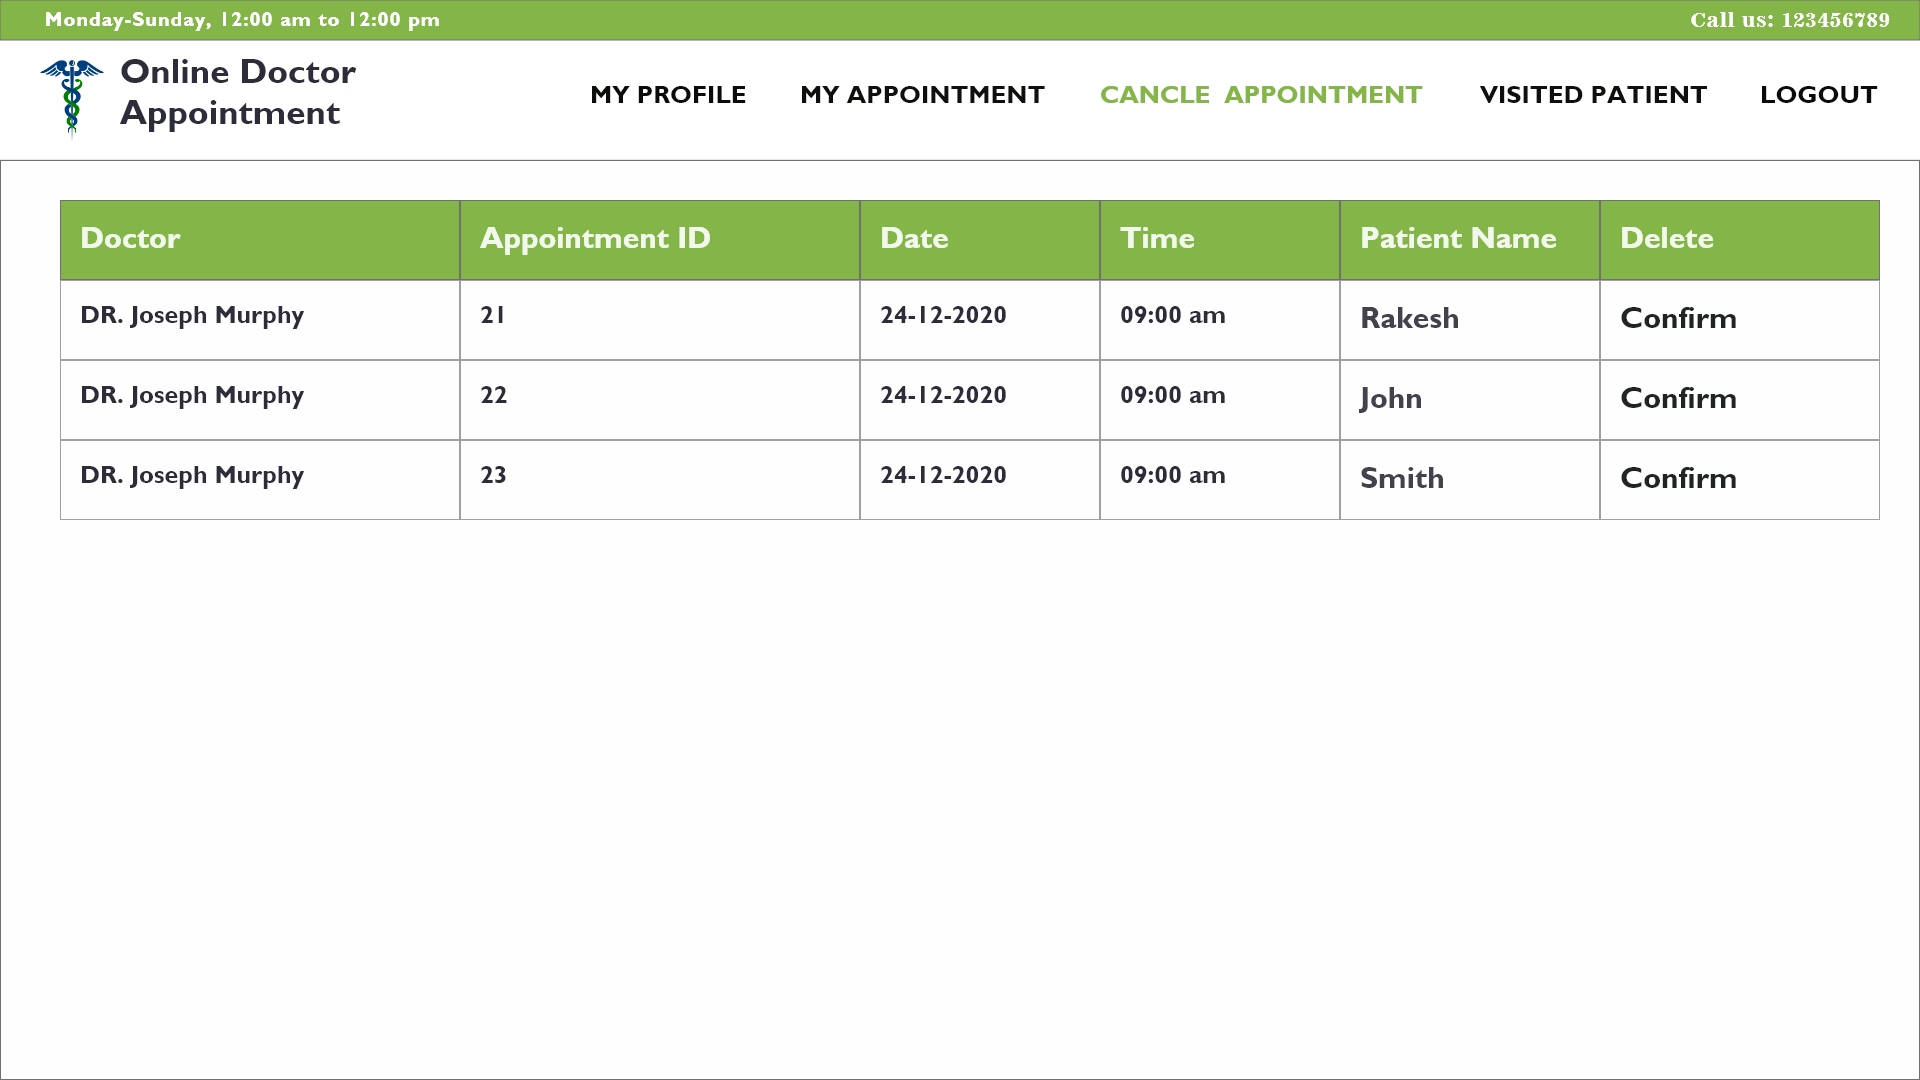 Monday-Sunday, 12:00 am to 12:00 pm
Call us: 123456789
Online Doctor
Appointment
MY PROFILE
MY APPOINTMENT
CANCLE APPOINTMENT
VISITED PATIENT
LOGOUT
Doctor Appointment ID Date Time Patient Name Delete
DR. Joseph Murphy 21 24-12-2020 09:00 am Rakesh Confirm
DR. Joseph Murphy 22 24-12-2020 09:00 am John Confirm
DR. Joseph Murphy 23 24-12-2020 09:00 am Smith Confirm